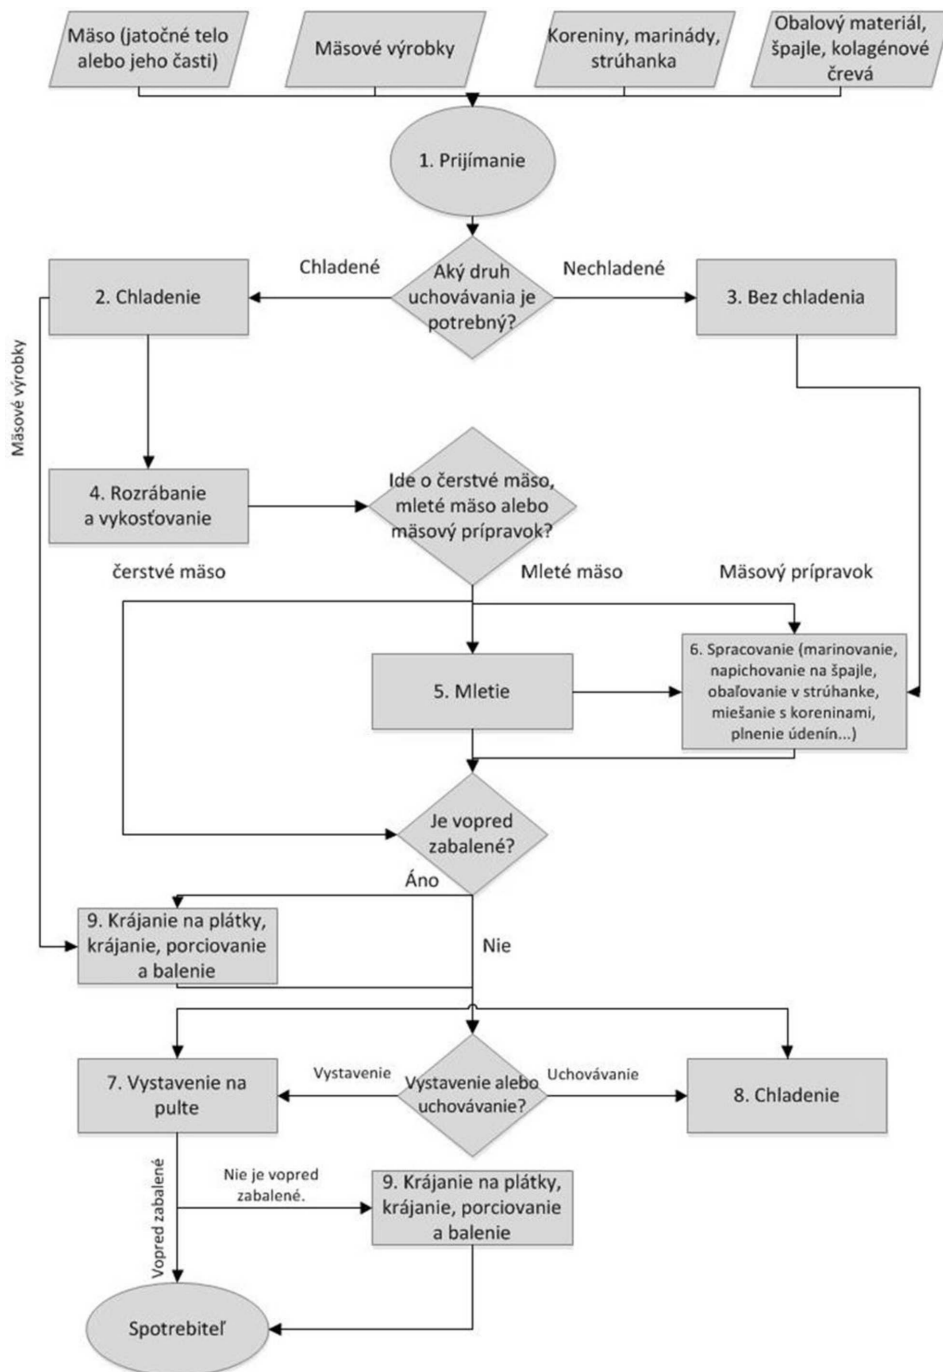 Mäso (jatočné telo
alebo jeho časti)
Mäsové výrobky
Koreniny, marinády,
strúhanka
Obalový materiál,
špajle, kolagénové
črevá
1. Prijímanie
Chladené
Aký druh
uchovávania je
potrebný?
Nechladené
2. Chladenie
3. Bez chladenia
Mäsové výrobky
4. Rozrábanie
a vykosťovanie
Ide o čerstvé mäso,
mleté mäso alebo
mäsový prípravok?
čerstvé mäso
Mleté mäso
Mäsový prípravok
5. Mletie
6. Spracovanie (marinovanie,
napichovanie na špajle,
obaľovanie v strúhanke,
miešanie s koreninami,
plnenie údenín...)
Je vopred
zabalené?
Áno
9. Krájanie na plátky,
krájanie, porciovanie
a balenie
Nie
7. Vystavenie na
pulte
Vystavenie
Vystavenie alebo
uchovávanie?
Uchovávanie
8. Chladenie
Vopred zabalené
Nie je vopred
zabalené.
9. Krájanie na plátky,
krájanie, porciovanie
a balenie
Spotrebiteľ